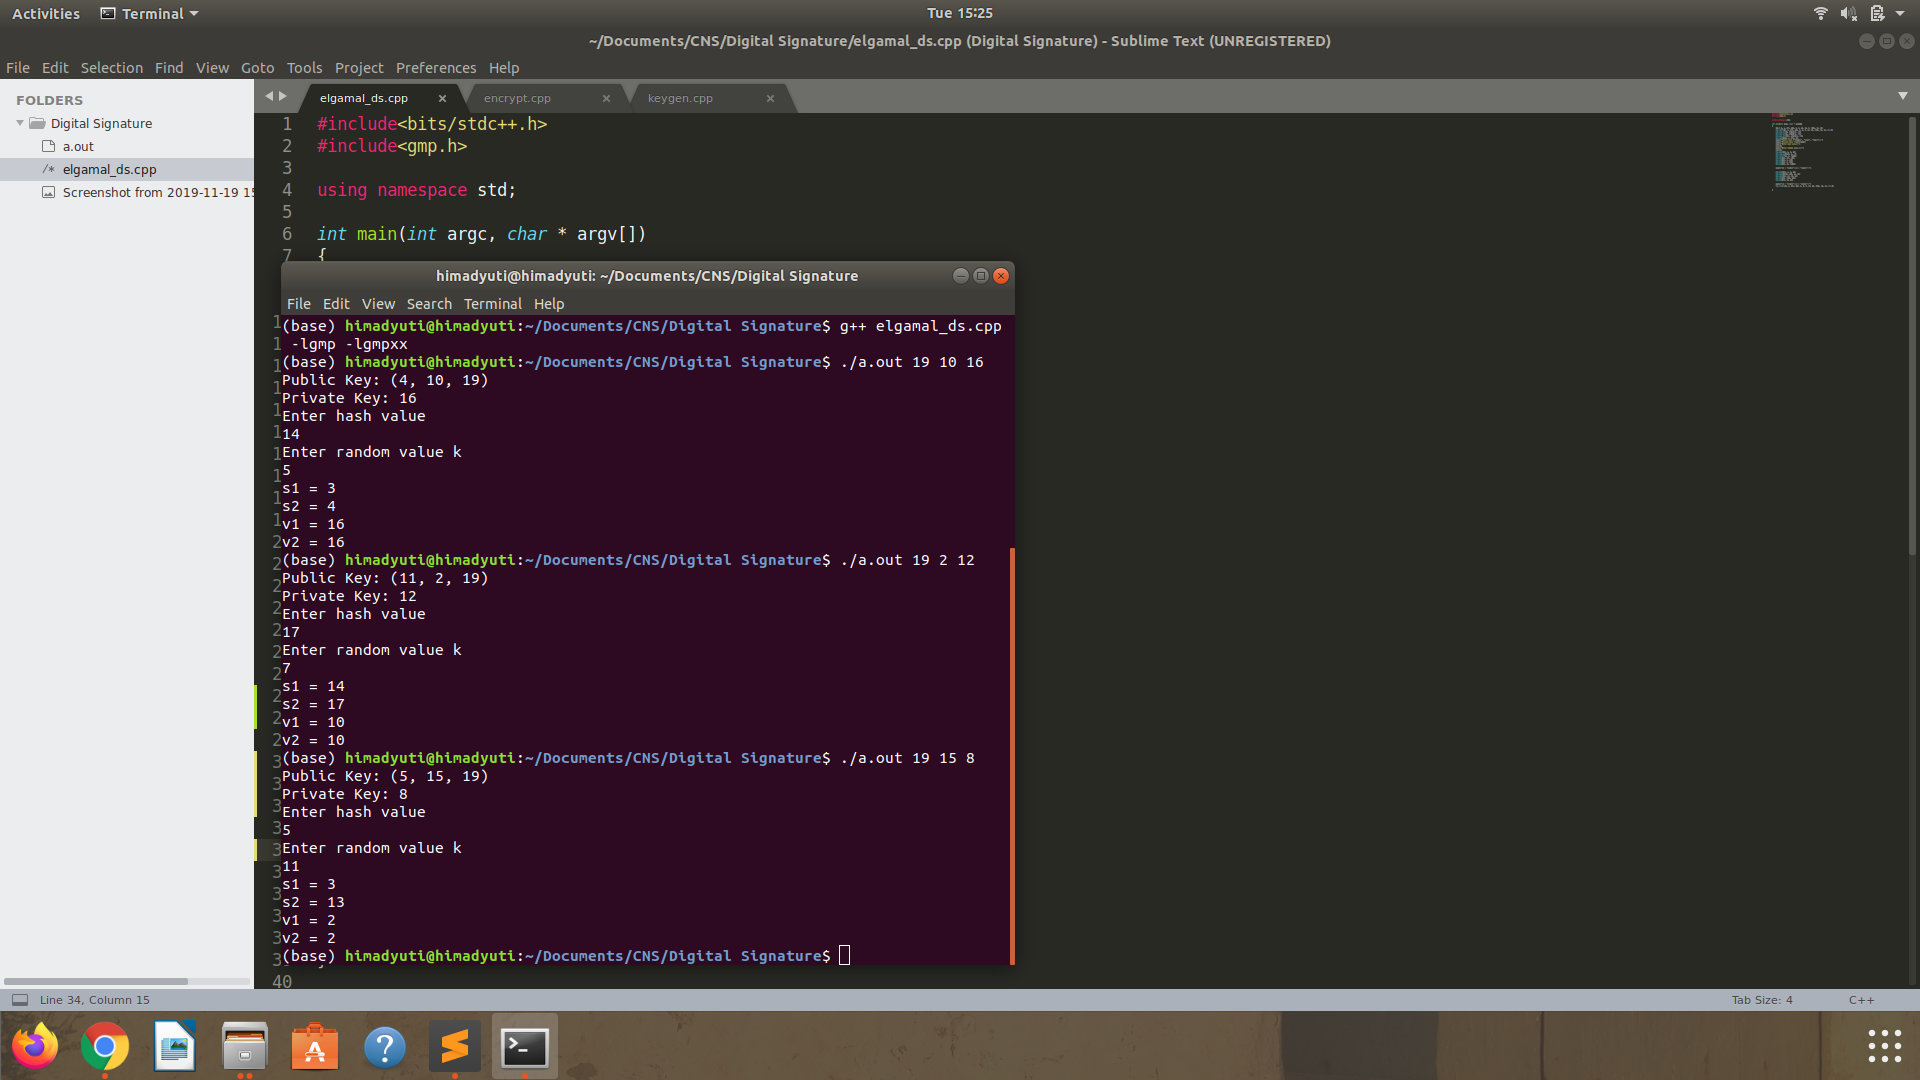 Activities Terminal Tue 15:25
~/Documents/CNS/Digital Signature/elgamal_ds.cpp (Digital Signature) - Sublime Text (UNREGISTERED)
File Edit Selection Find View Goto Tools Project Preferences Help
FOLDERS
Digital Signature
a.out
/* elgamal_ds.cpp
Screenshot from 2019-11-19 15
elgamal_ds.cpp × encrypt.cpp × keygen.cpp ×
1 #include<bits/stdc++.h>
2 #include<gmp.h>
3
4 using namespace std;
5
6 int main(int argc, char * argv[])
7 {
himadyuti@himadyuti: ~/Documents/CNS/Digital Signature
File Edit View Search Terminal Help
(base) himadyuti@himadyuti:~/Documents/CNS/Digital Signature$ g++ elgamal_ds.cpp
-lgmp -lgmpxx
(base) himadyuti@himadyuti:~/Documents/CNS/Digital Signature$ ./a.out 19 10 16
Public Key: (4, 10, 19)
Private Key: 16
Enter hash value
14
Enter random value k
5
s1 = 3
s2 = 4
v1 = 16
v2 = 16
(base) himadyuti@himadyuti:~/Documents/CNS/Digital Signature$ ./a.out 19 2 12
Public Key: (11, 2, 19)
Private Key: 12
Enter hash value
17
Enter random value k
7
s1 = 14
s2 = 17
v1 = 10
v2 = 10
(base) himadyuti@himadyuti:~/Documents/CNS/Digital Signature$ ./a.out 19 15 8
Public Key: (5, 15, 19)
Private Key: 8
Enter hash value
5
Enter random value k
11
s1 = 3
s2 = 13
v1 = 2
v2 = 2
(base) himadyuti@himadyuti:~/Documents/CNS/Digital Signature$
40
Line 34, Column 15 Tab Size: 4 C++